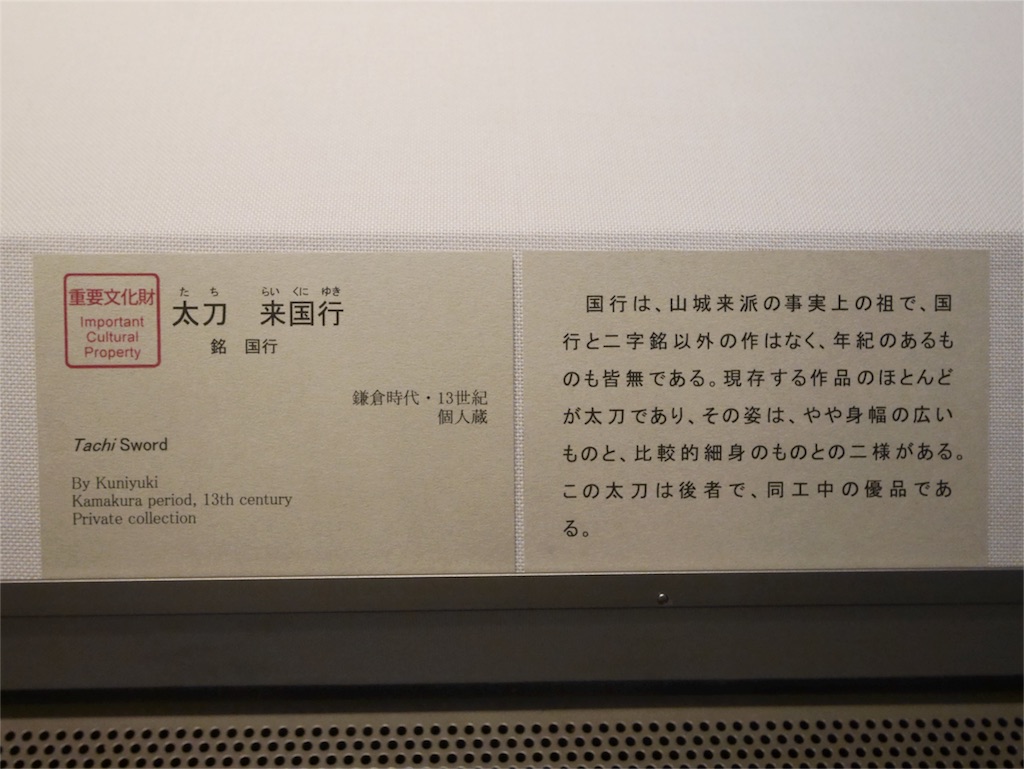 重要文化財
Important
Cultural
Property
たち らい くに ゆき
太刀 来国行
銘 国行
鎌倉時代・13世紀
個人蔵
Tachi Sword
By Kuniyuki
Kamakura period, 13th century
Private collection
国行は、山城来派の事実上の祖で、国
行と二字銘以外の作はなく、年紀のあるも
のも皆無である。現存する作品のほとんど
が太刀であり、その姿は、やや身幅の広い
ものと、比較的細身のものとの二様がある。
この太刀は後者で、同工中の優品であ
る。